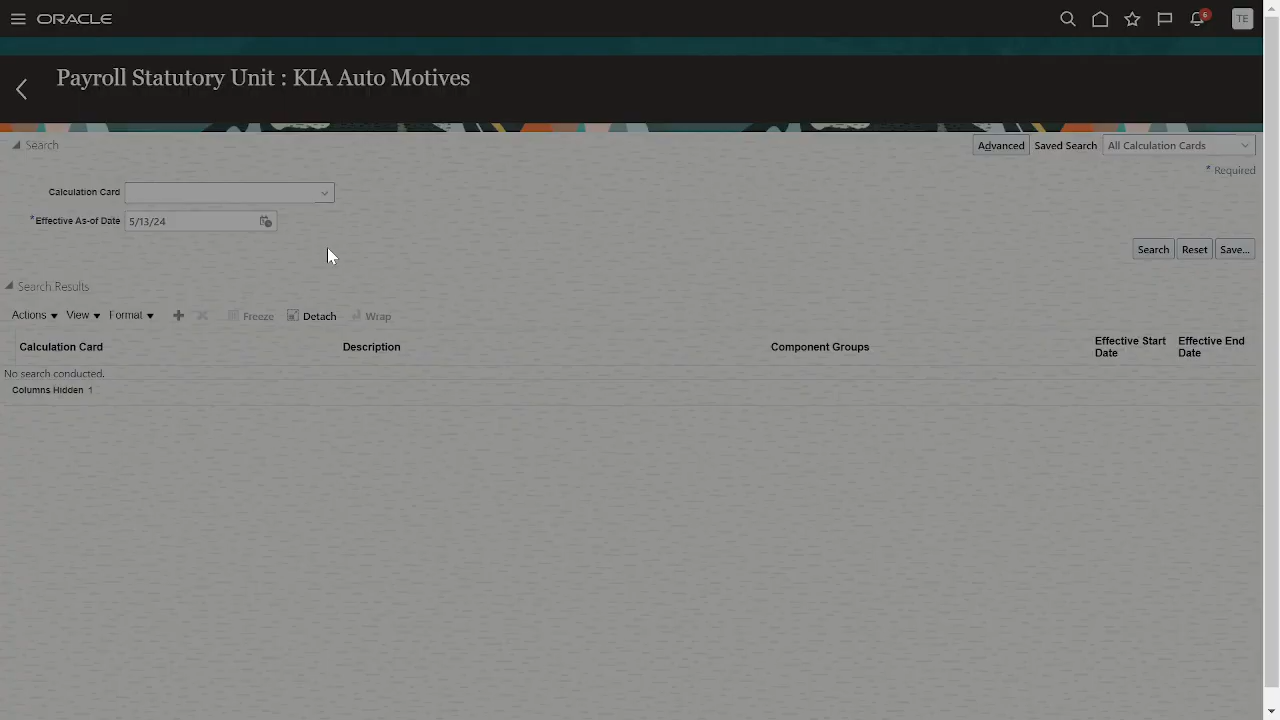 ORACLE
6
TE
Payroll Statutory Unit : KIA Auto Motives
Search
Advanced
Saved Search
All Calculation Cards
* Required
Calculation Card
*Effective As-of Date
5/13/24
Search
Reset
Save...
Search Results
Actions
View
Format
Freeze
Detach
Wrap
Calculation Card
Description
Component Groups
Effective Start
Date
Effective End
Date
No search conducted.
Columns Hidden 1